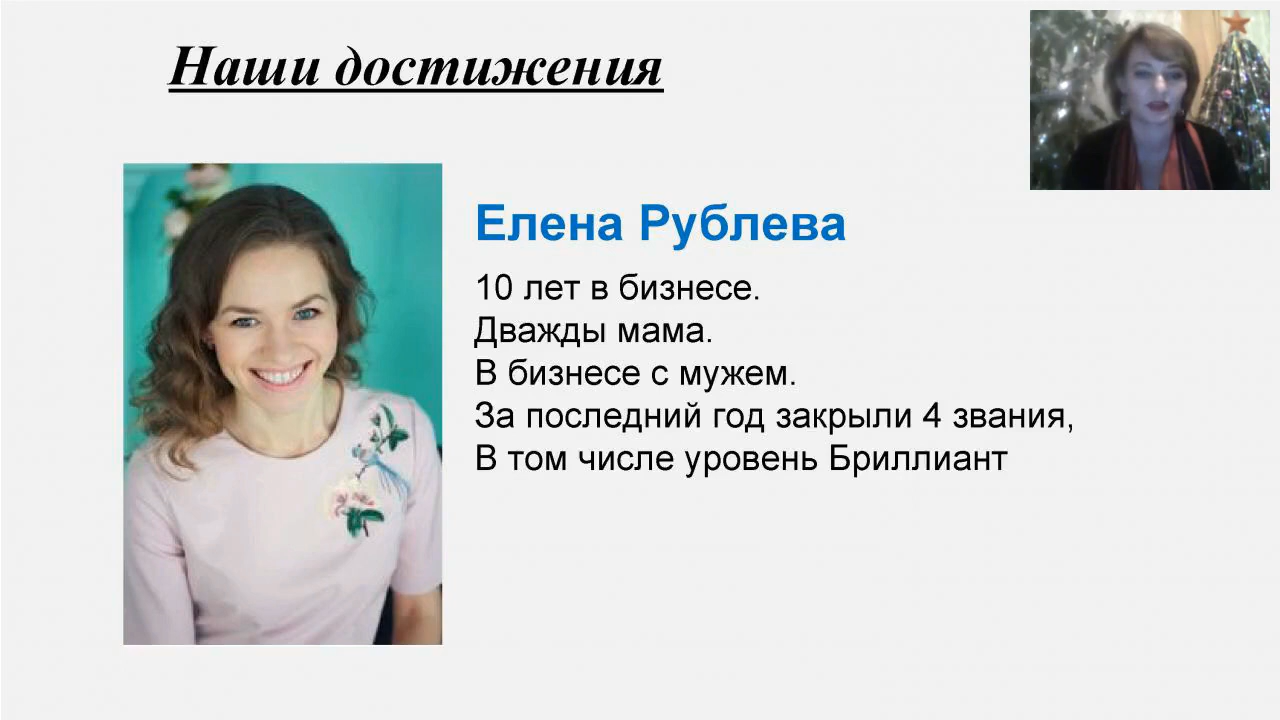 Наши достижения
Елена Рублева
10 лет в бизнесе.
Дважды мама.
В бизнесе с мужем.
За последний год закрыли 4 звания,
В том числе уровень Бриллиант